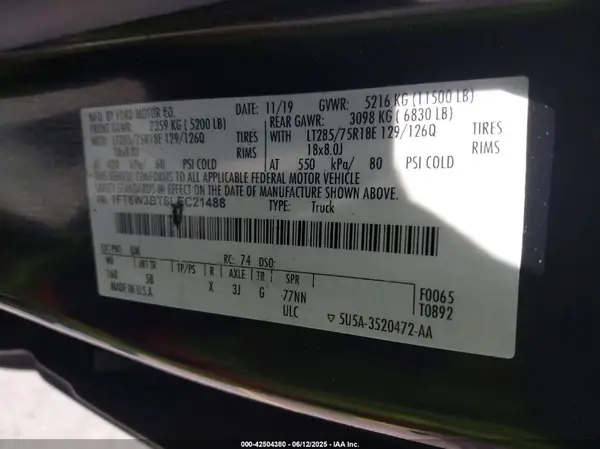 MFG. BY FORD MOTOR CO.
DATE: 11/19 GVWR: 5216 KG (11500 LB)
FRONT GAWR: 2359 KG ( 5200 LB)
REAR GAWR: 3098 KG ( 6830 LB)
WITH LT285/75R18E 129/126Q TIRES
WITH LT285/75R18E 129/126Q TIRES
RIMS
18x8.0J RIMS
AT 420 kPa/ 60 PSI COLD
AT 550 kPa/ 80 PSI COLD
THIS VEHICLE CONFORMS TO ALL APPLICABLE FEDERAL MOTOR VEHICLE
SAFETY STANDARDS IN EFFECT ON THE DATE OF MANUFACTURE SHOWN ABOVE.
TYPE: Truck
RC: 74 DSO:
WB INT TR TP/PS R AXLE TR SPR
160 X 3J G 77NN
ULC
F0065
T0892
MADE IN U.S.A
▽ 5U5A-3520472-AA
000-42504380 | 06/12/2025 - IAA Inc.